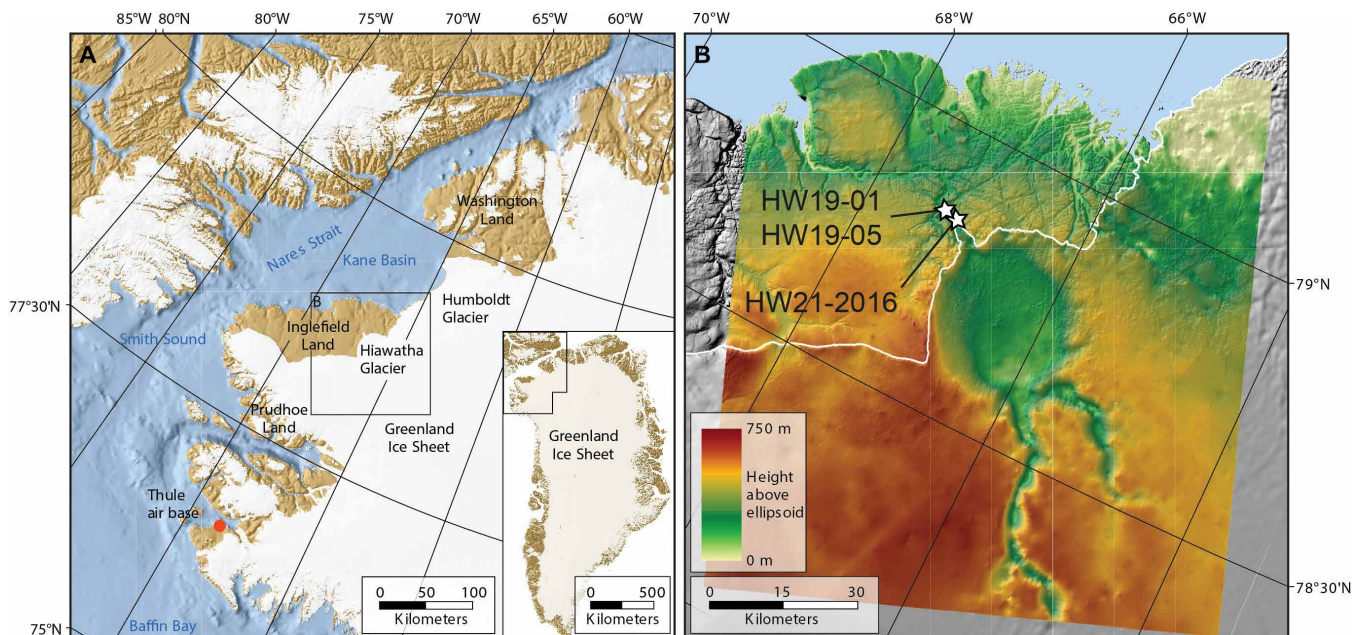 85°W 80°N 80°W 75°W 70°W 65°W 60°W
A
Washington
Land
Nares Strait
Kane Basin
77°30'N
B
Humboldt
Glacier
Inglefield
Land
Smith Sound
Hiawatha
Glacier
Prudhoe
Land
Greenland
Ice Sheet
Thule
air base
Greenland
Ice Sheet
0 50 100
Kilometers
0 500
Kilometers
75°N
Baffin Bay
70°W 68°W 66°W
B
HW19-01
HW19-05
HW21-2016
79°N
750 m
Height
above
ellipsoid
0 m
0 15 30
Kilometers
78°30'N